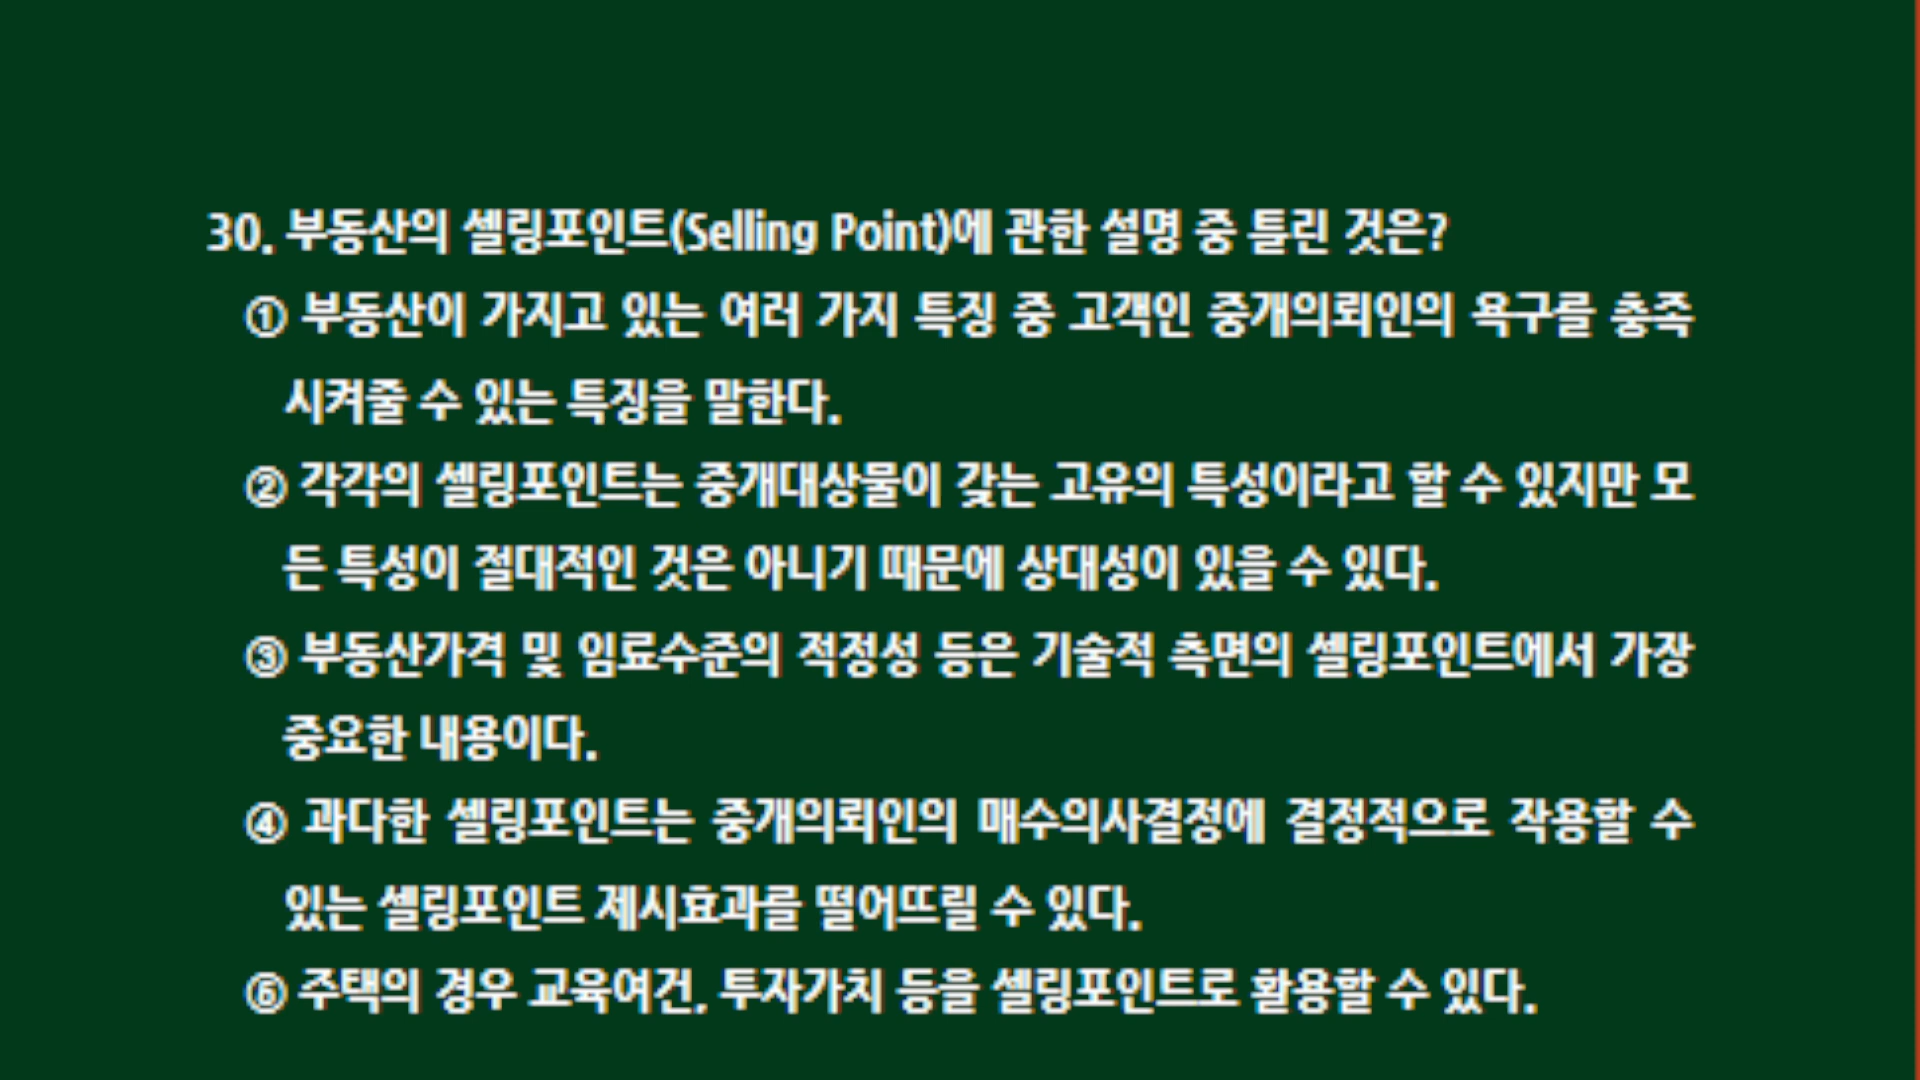 30. 부동산의 셀링포인트(Selling Point)에 관한 설명 중 틀린 것은?
① 부동산이 가지고 있는 여러 가지 특징 중 고객인 중개의뢰인의 욕구를 충족
시켜줄 수 있는 특징을 말한다.
② 각각의 셀링포인트는 중개대상물이 갖는 고유의 특성이라고 할 수 있지만 모
든 특성이 절대적인 것은 아니기 때문에 상대성이 있을 수 있다.
③ 부동산가격 및 임료수준의 적정성 등은 기술적 측면의 셀링포인트에서 가장
중요한 내용이다.
④ 과다한 셀링포인트는 중개의뢰인의 매수의사결정에 결정적으로 작용할 수
있는 셀링포인트 제시효과를 떨어뜨릴 수 있다.
⑤ 주택의 경우 교육여건, 투자가치 등을 셀링포인트로 활용할 수 있다.